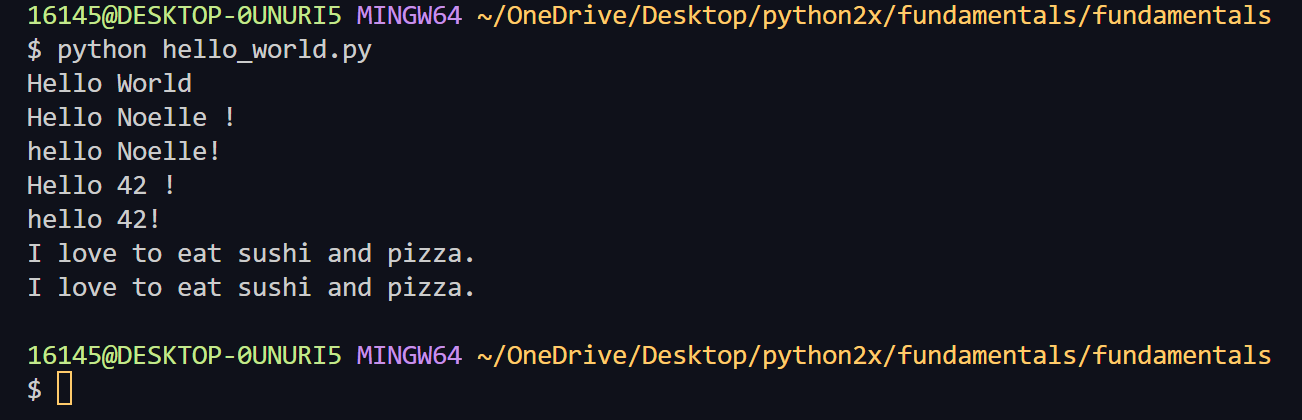 16145@DESKTOP-0UNURI5 MINGW64 ~/OneDrive/Desktop/python2x/fundamentals/fundamentals
$ python hello_world.py
Hello World
Hello Noelle !
hello Noelle!
Hello 42 !
hello 42!
I love to eat sushi and pizza.
I love to eat sushi and pizza.
16145@DESKTOP-0UNURI5 MINGW64 ~/OneDrive/Desktop/python2x/fundamentals/fundamentals
$